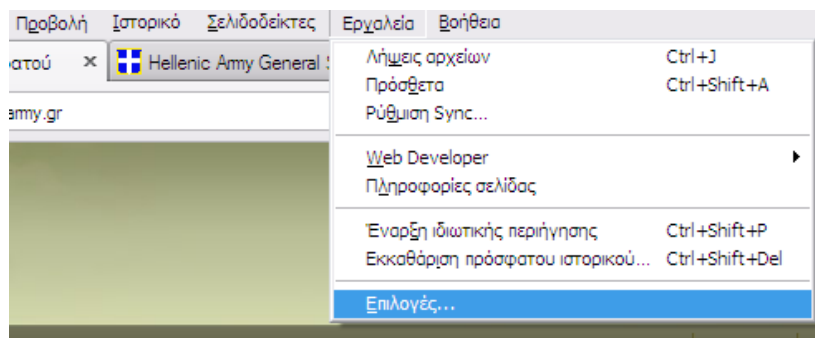 Προβολή Ιστορικό Σελιδοδείκτες Εργαλεία Βοήθεια
ατού × Hellenic Army General
army.gr
Λήψεις αρχείων Ctrl+J
Πρόσθετα Ctrl+Shift+A
Ρύθμιση Sync...
Web Developer
Πληροφορίες σελίδας
Έναρξη ιδιωτικής περιήγησης Ctrl+Shift+P
Εκκαθάριση πρόσφατου ιστορικού... Ctrl+Shift+Del
Επιλογές...